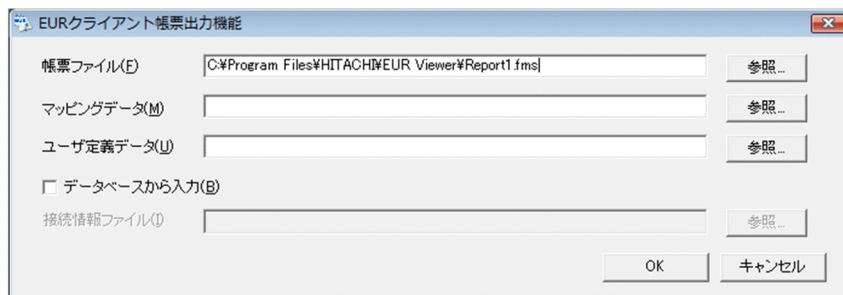 EURクライアント帳票出力機能
帳票ファイル(F) C:¥Program Files¥HITACHI¥EUR Viewer¥Report1.fms 参照...
マッピングデータ(M) 参照...
ユーザ定義データ(U) 参照...
データベースから入力(B)
接続情報ファイル(I) 参照...
OK キャンセル